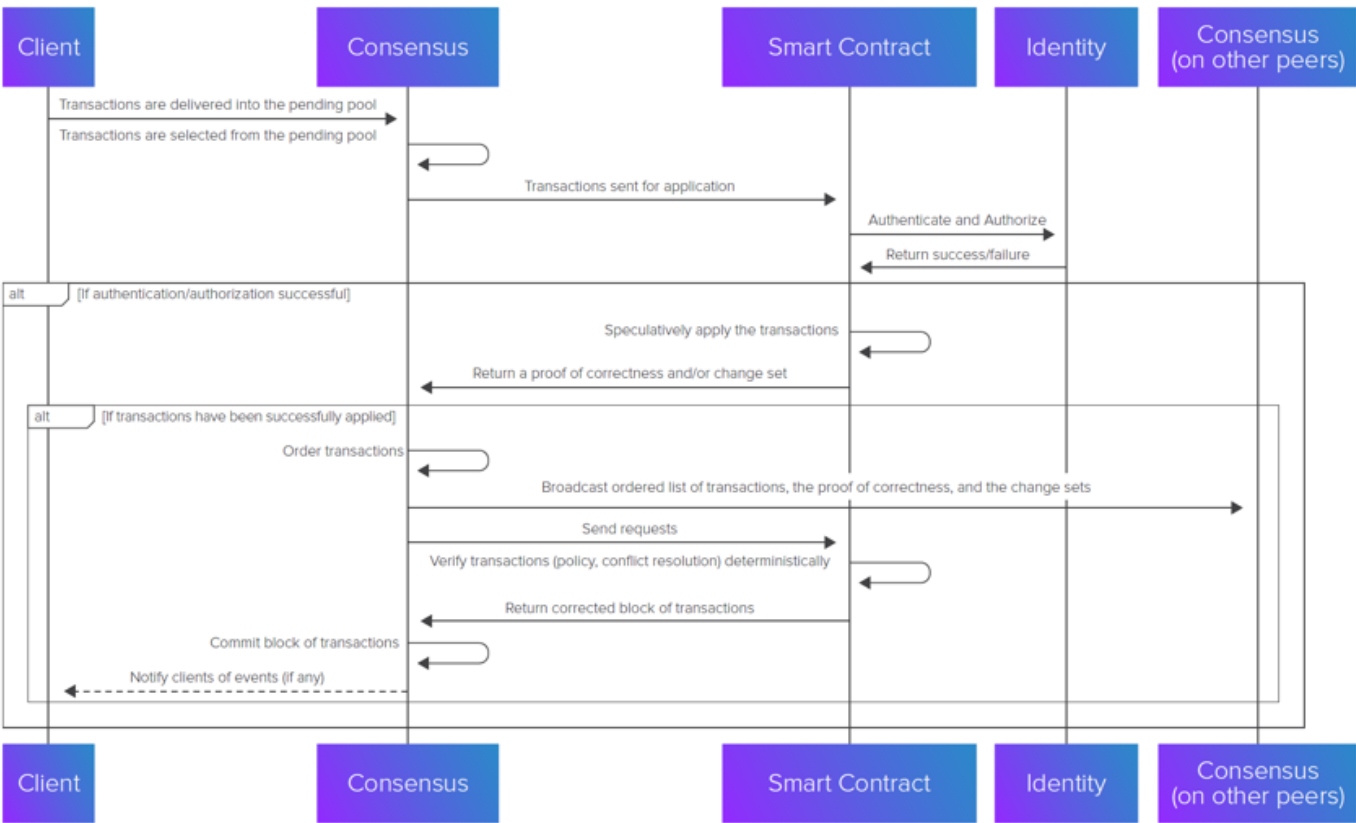 Client
Consensus
Smart Contract
Identity
Consensus
(on other peers)
Transactions are delivered into the pending pool
Transactions are selected from the pending pool
Transactions sent for application
Authenticate and Authorize
Return success/failure
alt
[If authentication/authorization successful]
Speculatively apply the transactions
Return a proof of correctness and/or change set
alt
[If transactions have been successfully applied]
Order transactions
Broadcast ordered list of transactions, the proof of correctness, and the change sets
Send requests
Verify transactions (policy, conflict resolution) deterministically
Return corrected block of transactions
Commit block of transactions
Notify clients of events (if any)
Client
Consensus
Smart Contract
Identity
Consensus
(on other peers)